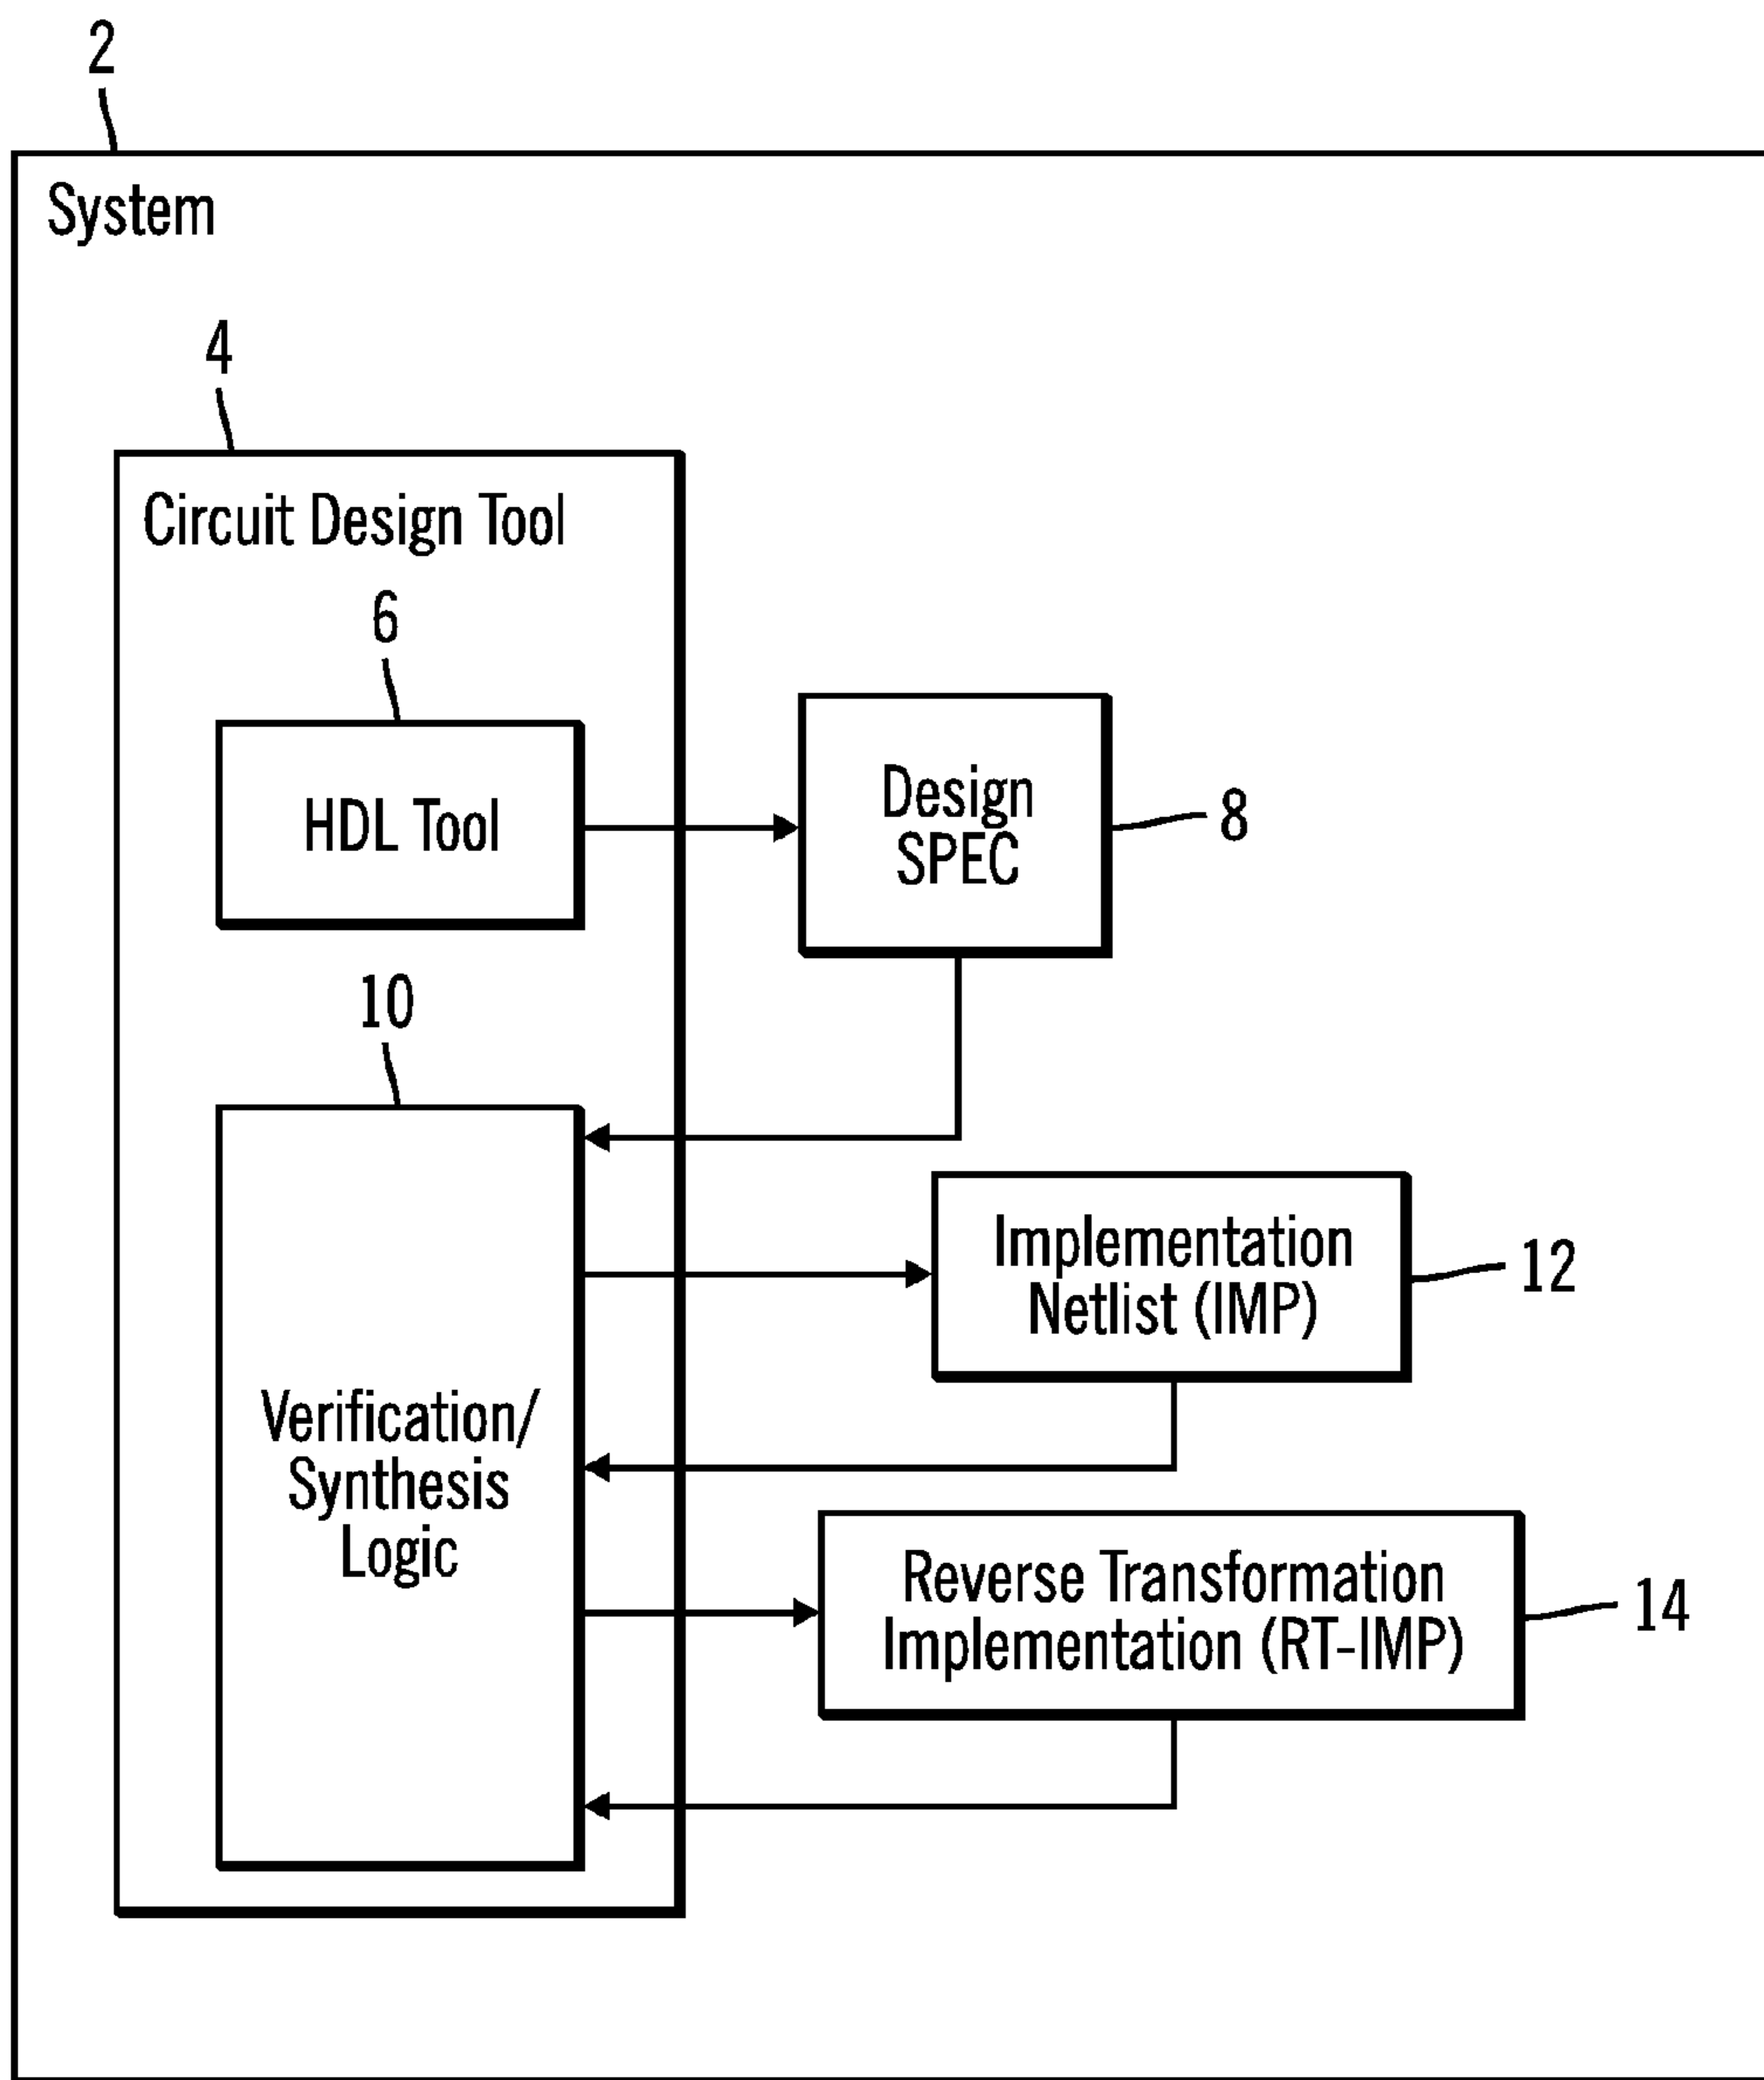 2
System
4
Circuit Design Tool
6
HDL Tool
Design
SPEC
8
10
Verification/
Synthesis
Logic
Implementation
Netlist (IMP)
12
Reverse Transformation
Implementation (RT-IMP)
14